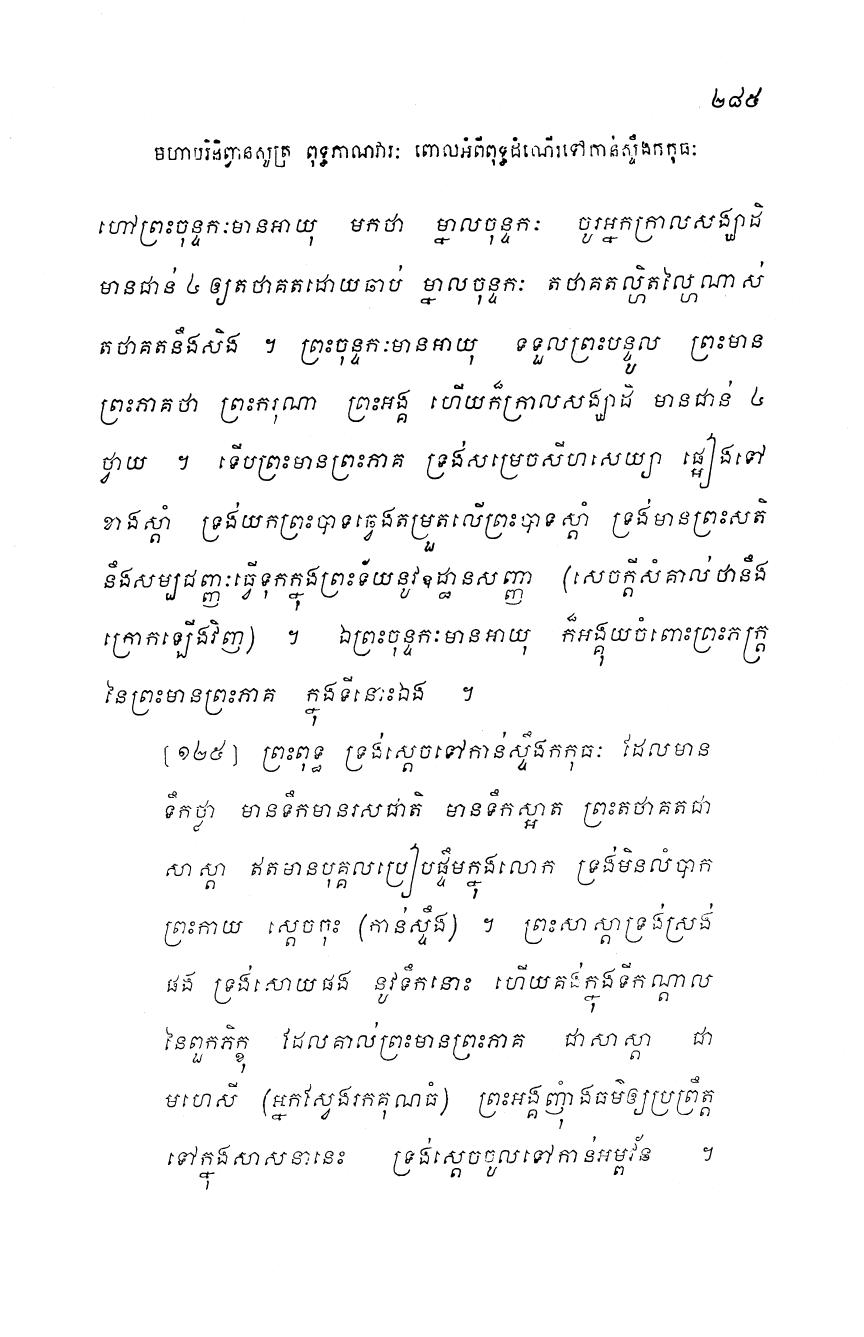 ២៨៥
មហាបរិនិព្វានសូត្រ ពុទ្ធភាណវារៈ ពោលអំពីពុទ្ធដំណើរទៅកាន់ស្ទឹងកកុធៈ
ហៅព្រះចុន្ទកៈមានអាយុ មកថា ម្នាលចុន្ទកៈ ចូរអ្នកក្រាលសង្ឃាដិ
មានជាន់ ៤ ឲ្យតថាគតដោយឆាប់ ម្នាលចុន្ទកៈ តថាគតល្ហិតល្ហៃណាស់
តថាគតនឹងសិង ។ ព្រះចុន្ទកៈមានអាយុ ទទួលព្រះបន្ទូល ព្រះមាន
ព្រះភាគថា ព្រះករុណា ព្រះអង្គ ហើយក៏ក្រាលសង្ឃាដិ មានជាន់ ៤
ថ្វាយ ។ ទើបព្រះមានព្រះភាគ ទ្រង់សម្រេចសីហសេយ្យា ផ្អៀងទៅ
ខាងស្តាំ ទ្រង់យកព្រះបាទឆ្វេងតម្រួតលើព្រះបាទស្តាំ ទ្រង់មានព្រះសតិ
នឹងសម្បជញ្ញៈធ្វើទុកក្នុងព្រះទ័យនូវឧដ្ឋានសញ្ញា (សេចក្តីសំគាល់ថានឹង
ក្រោកឡើងវិញ) ។ ឯព្រះចុន្ទកៈមានអាយុ ក៏អង្គុយចំពោះព្រះភក្ត្រ
នៃព្រះមានព្រះភាគ ក្នុងទីនោះឯង ។
[១២៥] ព្រះពុទ្ធ ទ្រង់ស្តេចទៅកាន់ស្ទឹងកកុធៈ ដែលមាន
ទឹកថ្លា មានទឹកមានរសជាតិ មានទឹកស្អាត ព្រះតថាគតជា
សាស្តា ឥតមានបុគ្គលប្រៀបផ្ទឹមក្នុងលោក ទ្រង់មិនលំបាក
ព្រះកាយ ស្តេចចុះ (កាន់ស្ទឹង) ។ ព្រះសាស្តាទ្រង់ស្រង់
ផង ទ្រង់សោយផង នូវទឹកនោះ ហើយគង់ក្នុងទីកណ្តាល
នៃពួកភិក្ខុ ដែលគាល់ព្រះមានព្រះភាគ ជាសាស្តា ជា
មហេសី (អ្នកស្វែងរកគុណធំ) ព្រះអង្គញុំាងធម៌ឲ្យប្រព្រឹត្ត
ទៅក្នុងសាសនានេះ ទ្រង់ស្តេចចូលទៅកាន់អម្ពវ័ន ។